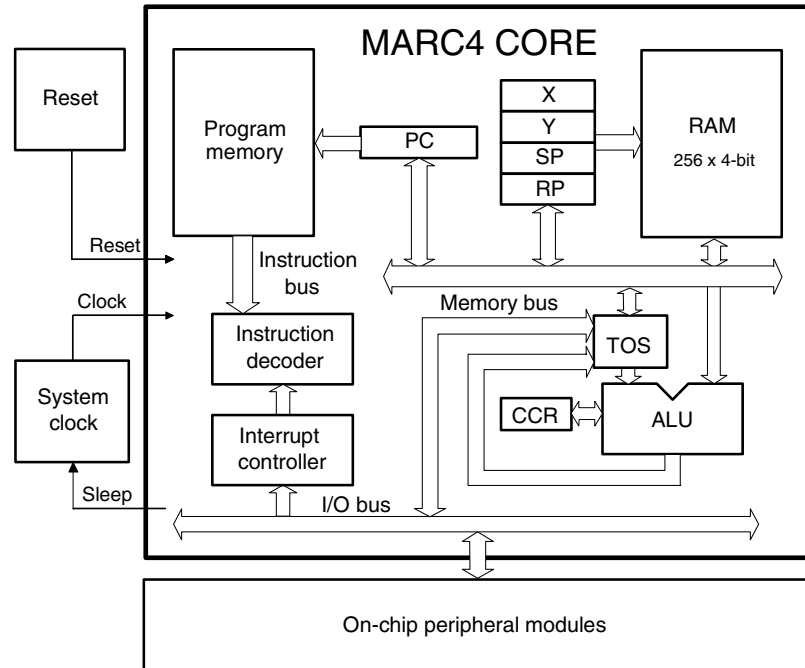 MARC4 CORE
Reset
Program
memory
PC
X
Y
SP
RP
RAM
256 x 4-bit
Reset
Instruction
bus
Clock
Memory bus
Instruction
decoder
TOS
System
clock
CCR
ALU
Interrupt
controller
Sleep
I/O bus
On-chip peripheral modules